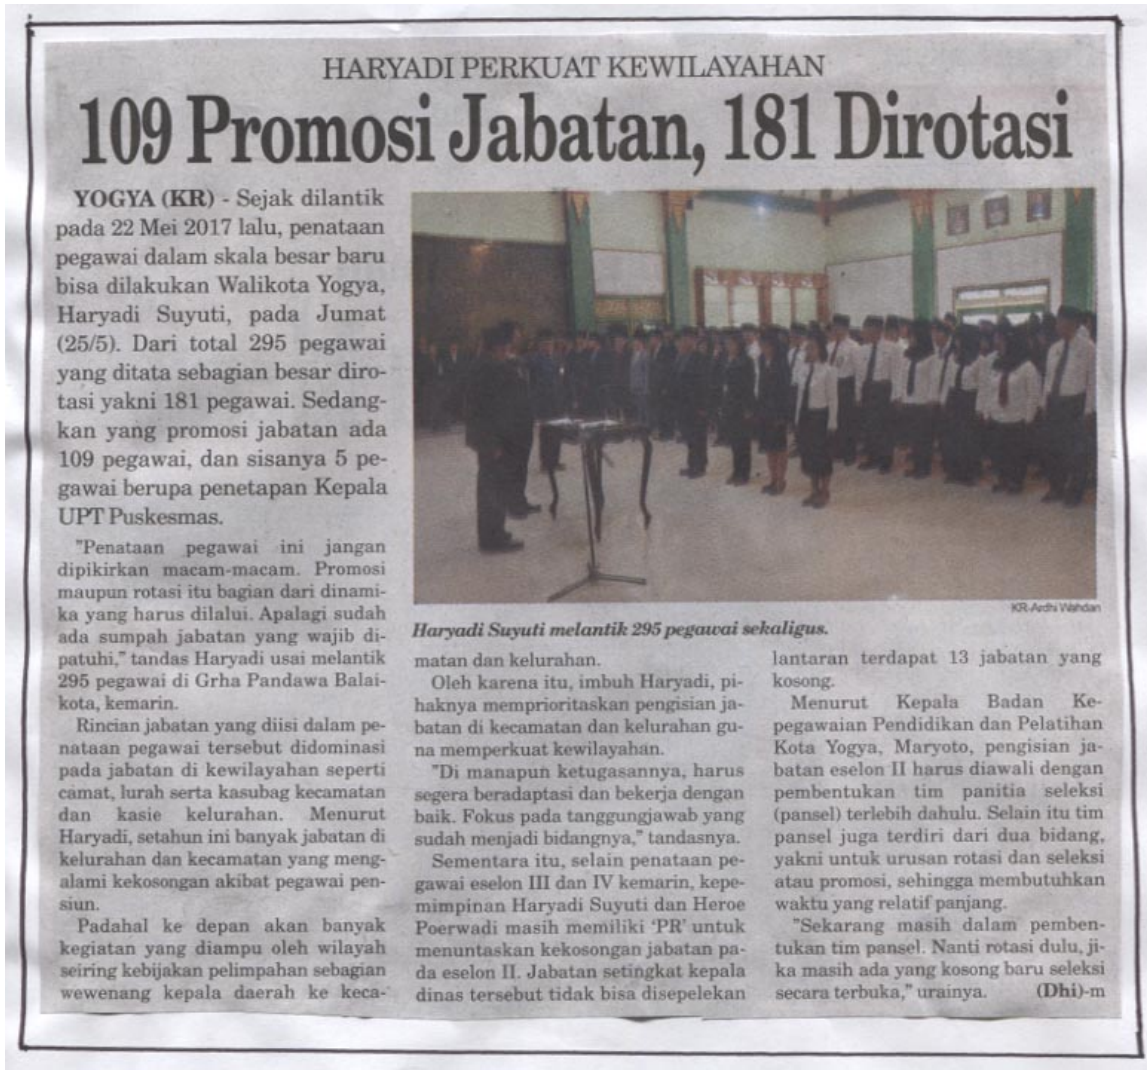 HARYADI PERKUAT KEWILAYAHAN
109 Promosi Jabatan, 181 Dirotasi
YOGYA (KR) - Sejak dilantik
pada 22 Mei 2017 lalu, penataan
pegawai dalam skala besar baru
bisa dilakukan Walikota Yogya,
Haryadi Suyuti, pada Jumat
(25/5). Dari total 295 pegawai
yang ditata sebagian besar diro-
tasi yakni 181 pegawai. Sedang-
kan yang promosi jabatan ada
109 pegawai, dan sisanya 5 pe-
gawai berupa penetapan Kepala
UPT Puskesmas.
"Penataan pegawai ini jangan
dipikirkan macam-macam. Promosi
maupun rotasi itu bagian dari dinami-
ka yang harus dilalui. Apalagi sudah
ada sumpah jabatan yang wajib di-
patuhi," tandas Haryadi usai melantik
295 pegawai di Grha Pandawa Balai-
kota, kemarin.
Rincian jabatan yang diisi dalam pe-
nataan pegawai tersebut didominasi
pada jabatan di kewilayahan seperti
camat, lurah serta kasubag kecamatan
dan kasie kelurahan. Menurut
Haryadi, setahun ini banyak jabatan di
kelurahan dan kecamatan yang meng-
alami kekosongan akibat pegawai pen-
siun.
Padahal ke depan akan banyak
kegiatan yang diampu oleh wilayah
seiring kebijakan pelimpahan sebagian
wewenang kepala daerah ke keca-
KR-Ardhi Wahdan
Haryadi Suyuti melantik 295 pegawai sekaligus.
matan dan kelurahan.
Oleh karena itu, imbuh Haryadi, pi-
haknya memprioritaskan pengisian ja-
batan di kecamatan dan kelurahan gu-
na memperkuat kewilayahan.
"Di manapun ketugasannya, harus
segera beradaptasi dan bekerja dengan
baik. Fokus pada tanggungjawab yang
sudah menjadi bidangnya," tandasnya.
Sementara itu, selain penataan pe-
gawai eselon III dan IV kemarin, kepe-
mimpinan Haryadi Suyuti dan Heroe
Poerwadi masih memiliki 'PR' untuk
menuntaskan kekosongan jabatan pa-
da eselon II. Jabatan setingkat kepala
dinas tersebut tidak bisa disepelekan
lantaran terdapat 13 jabatan yang
kosong.
Menurut Kepala Badan Ke-
pegawaian Pendidikan dan Pelatihan
Kota Yogya, Maryoto, pengisian ja-
batan eselon II harus diawali dengan
pembentukan tim panitia seleksi
(pansel) terlebih dahulu. Selain itu tim
pansel juga terdiri dari dua bidang,
yakni untuk urusan rotasi dan seleksi
atau promosi, sehingga membutuhkan
waktu yang relatif panjang.
"Sekarang masih dalam pemben-
tukan tim pansel. Nanti rotasi dulu, ji-
ka masih ada yang kosong baru seleksi
secara terbuka," urainya. (Dhi)-m